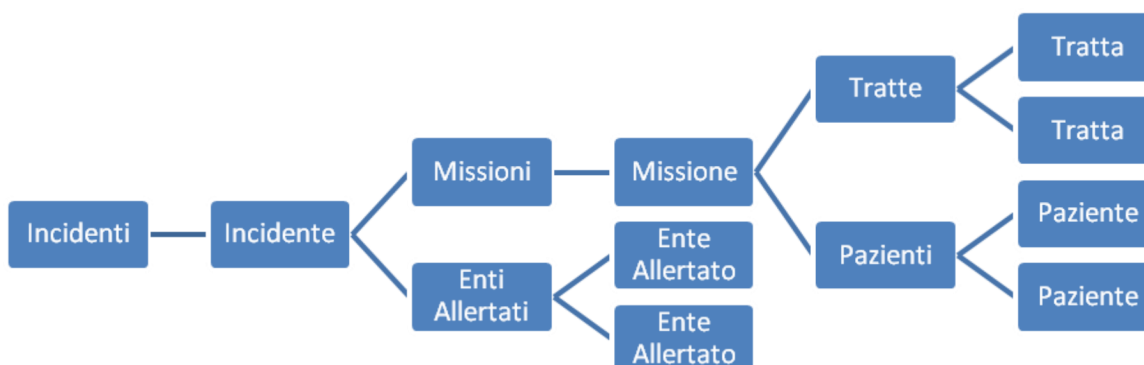 Incidenti
Incidente
Missioni
Enti
Allertati
Missione
Ente
Allertato
Ente
Allertato
Tratte
Pazienti
Tratta
Tratta
Paziente
Paziente